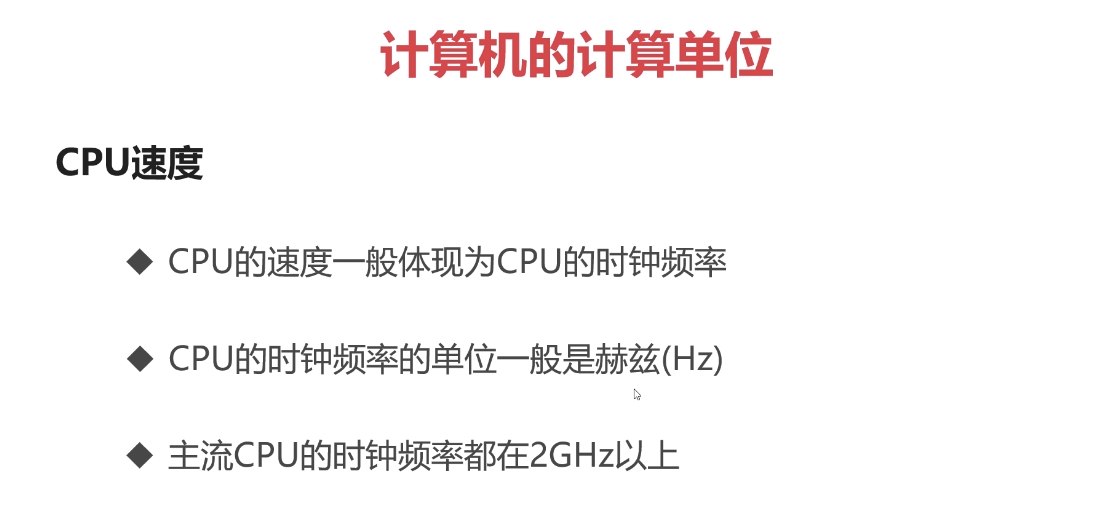 计算机的计算单位
CPU速度
◆ CPU的速度一般体现为CPU的时钟频率
◆ CPU的时钟频率的单位一般是赫兹(Hz)
◆ 主流CPU的时钟频率都在2GHz以上